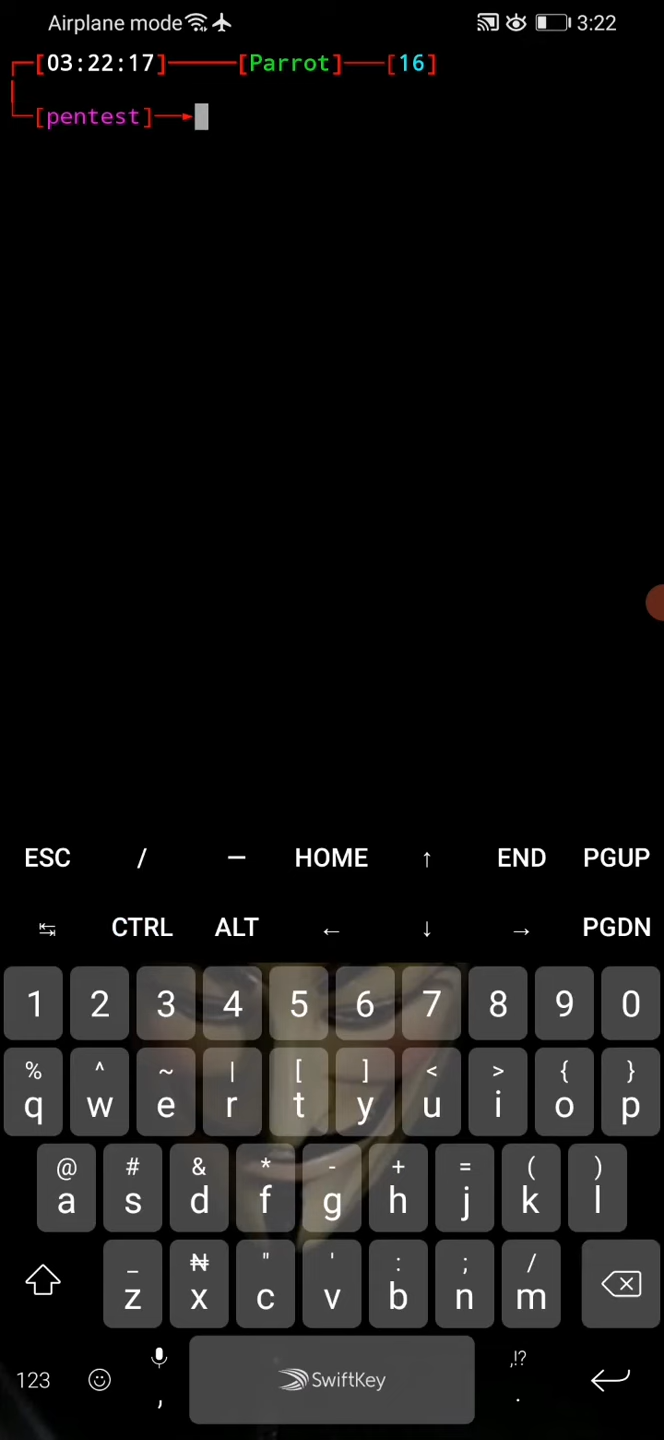 Airplane mode 3:22
[03:22:17] [Parrot] [16]
[pentest]
ESC / — HOME ↑ END PGUP
↹ CTRL ALT ← ↓ → PGDN
1 2 3 4 5 6 7 8 9 0
% ^ ~ | [ ] < > { }
q w e r t y u i o p
@ # & * - + = ( )
a s d f g h j k l
_ ₦ " ' : ; /
z x c v b n m
,!?
123 , SwiftKey .